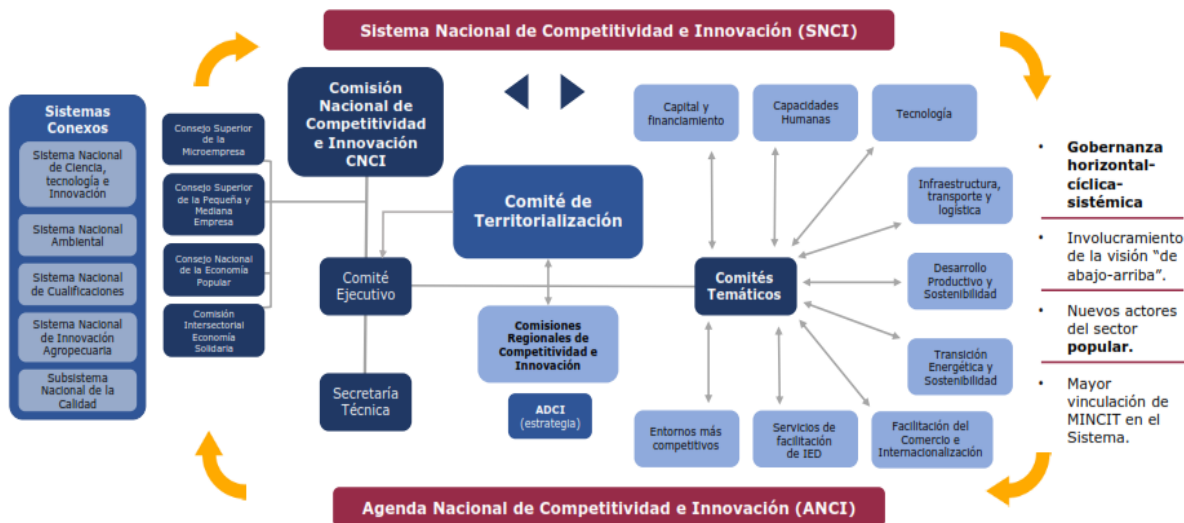 Sistema Nacional de Competitividad e Innovación (SNCI)
Sistemas
Conexos
Sistema Nacional
de Ciencia,
tecnología e
Innovación
Sistema Nacional
Ambiental
Sistema Nacional
de Cualificaciones
Sistema Nacional
de Innovación
Agropecuaria
Subsistema
Nacional de la
Calidad
Consejo Superior
de la
Microempresa
Consejo Superior
de la Pequeña y
Mediana
Empresa
Consejo Nacional
de la Economía
Popular
Comisión
Intersectorial
Economía
Solidaria
Comisión
Nacional de
Competitividad
e Innovación
CNCI
Comité de
Territorialización
Comité
Ejecutivo
Secretaría
Técnica
Comisiones
Regionales de
Competitividad e
Innovación
ADCI
(estrategia)
Capital y
financiamiento
Capacidades
Humanas
Tecnología
Infraestructura,
transporte y
logística
Comités
Temáticos
Desarrollo
Productivo y
Sostenibilidad
Transición
Energética y
Sostenibilidad
Entornos más
competitivos
Servicios de
facilitación
de IED
Facilitación del
Comercio e
Internacionalización
• Gobernanza
horizontal-
cíclica-
sistémica
• Involucramiento
de la visión “de
abajo-arriba”.
• Nuevos actores
del sector
popular.
• Mayor
vinculación de
MINCIT en el
Sistema.
Agenda Nacional de Competitividad e Innovación (ANCI)